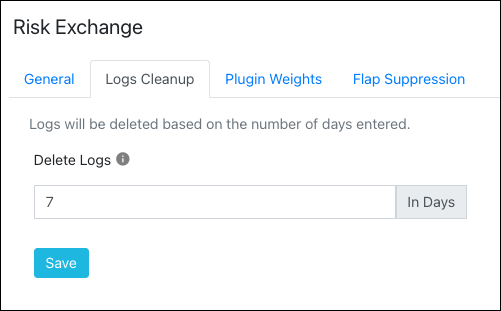 Risk Exchange
General
Logs Cleanup
Plugin Weights
Flap Suppression
Logs will be deleted based on the number of days entered.
Delete Logs
7
In Days
Save